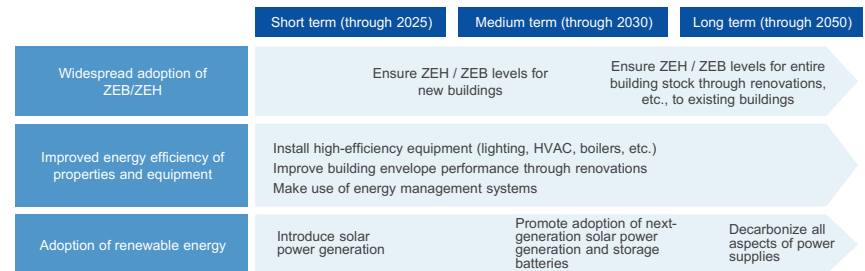 Short term (through 2025)
Medium term (through 2030)
Long term (through 2050)
Widespread adoption of
ZEB/ZEH
Ensure ZEH / ZEB levels for
new buildings
Ensure ZEH / ZEB levels for entire
building stock through renovations,
etc., to existing buildings
Improved energy efficiency of
properties and equipment
Install high-efficiency equipment (lighting, HVAC, boilers, etc.)
Improve building envelope performance through renovations
Make use of energy management systems
Adoption of renewable energy
Introduce solar
power generation
Promote adoption of next-
generation solar power
generation and storage
batteries
Decarbonize all
aspects of power
supplies